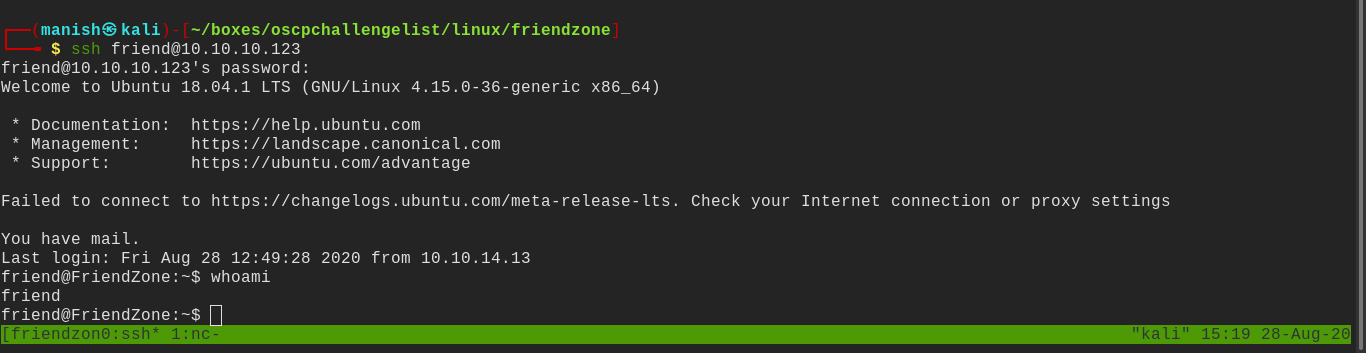 ┌──(manish㉿kali)-[~/boxes/oscpchallengelist/linux/friendzone]
└──╼ $ ssh friend@10.10.10.123
friend@10.10.10.123's password:
Welcome to Ubuntu 18.04.1 LTS (GNU/Linux 4.15.0-36-generic x86_64)
* Documentation:  https://help.ubuntu.com
* Management:     https://landscape.canonical.com
* Support:        https://ubuntu.com/advantage
Failed to connect to https://changelogs.ubuntu.com/meta-release-lts. Check your Internet connection or proxy settings
You have mail.
Last login: Fri Aug 28 12:49:28 2020 from 10.10.14.13
friend@FriendZone:~$ whoami
friend
friend@FriendZone:~$
[friendzon0:ssh* 1:nc- "kali" 15:19 28-Aug-20